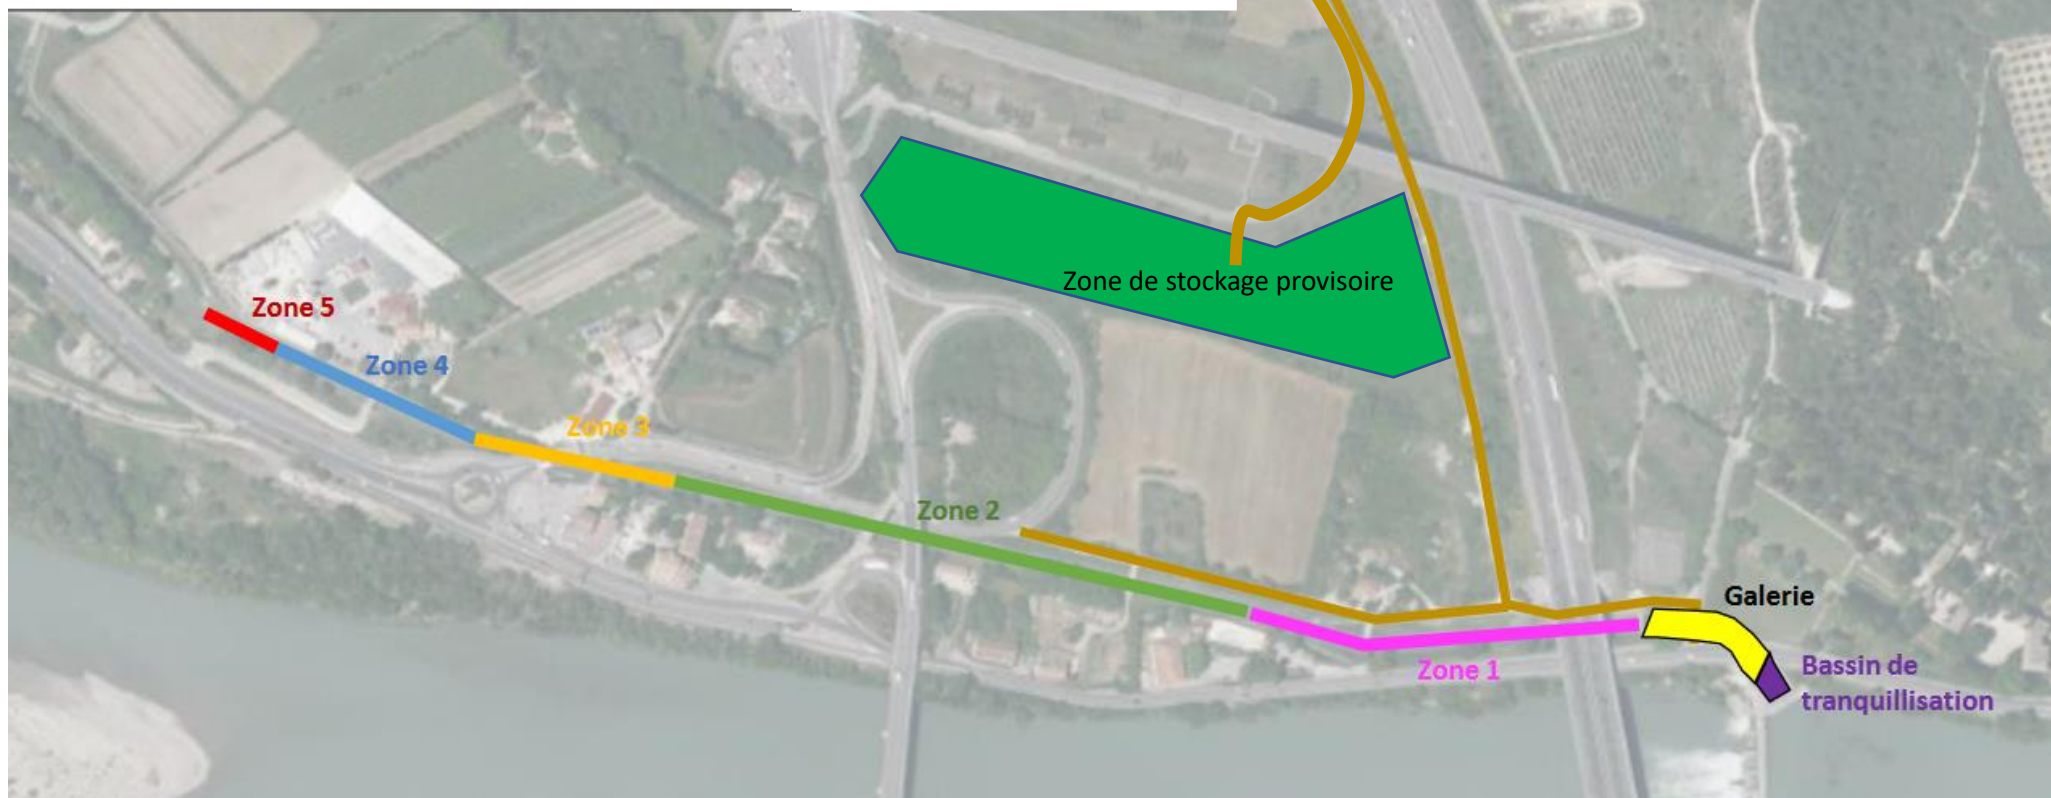 Zone de stockage provisoire
Zone 5
Zone 4
Zone 3
Zone 2
Galerie
Zone 1
Bassin de
tranquillisation